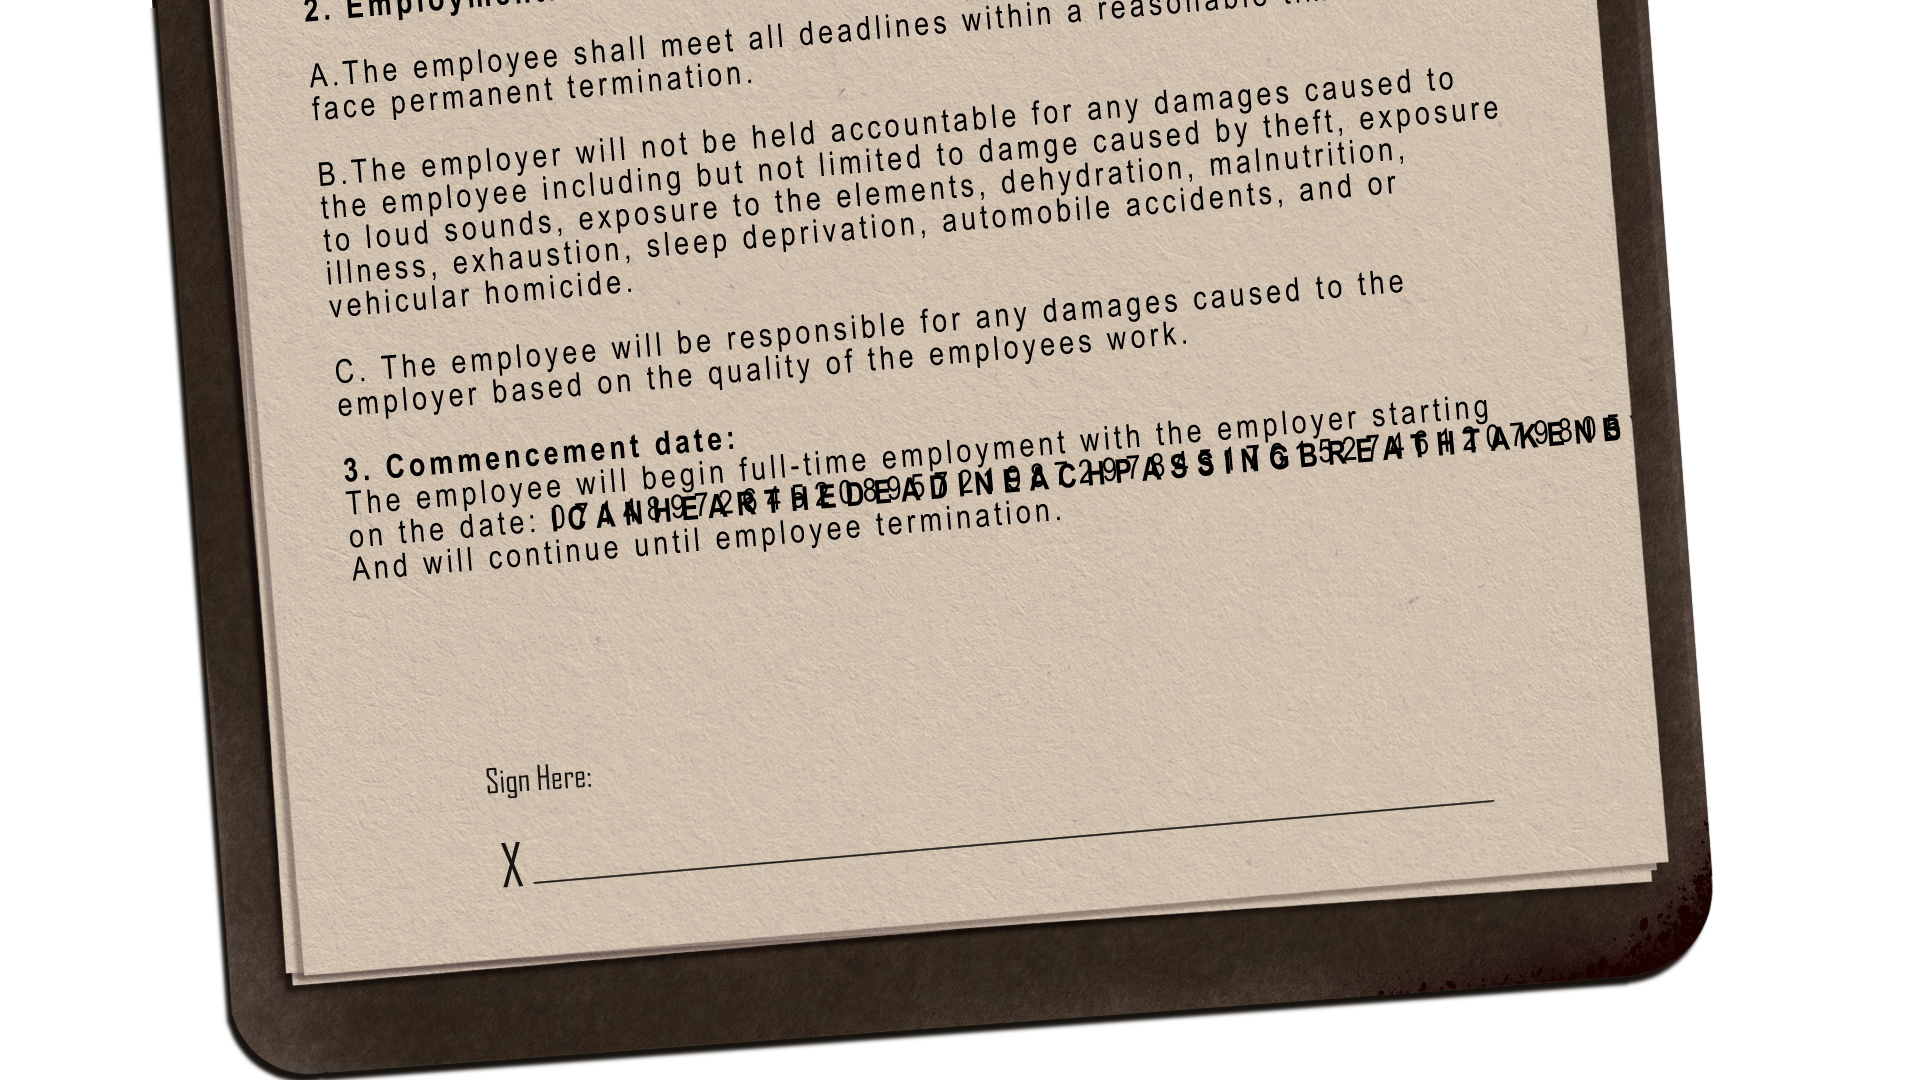 2. Employment
A.The employee shall meet all deadlines within a reasonable
face permanent termination.
B.The employer will not be held accountable for any damages caused to
the employee including but not limited to damge caused by theft, exposure
to loud sounds, exposure to the elements, dehydration, malnutrition,
illness, exhaustion, sleep deprivation, automobile accidents, and or
vehicular homicide.
C. The employee will be responsible for any damages caused to the
employer based on the quality of the employees work.
3. Commencement date:
The employee will begin full-time employment with the employer starting
on the date: ICANHEARTHEDEADINEACHPASSINGBREATHTAKENB
And will continue until employee termination.
Sign Here:
X